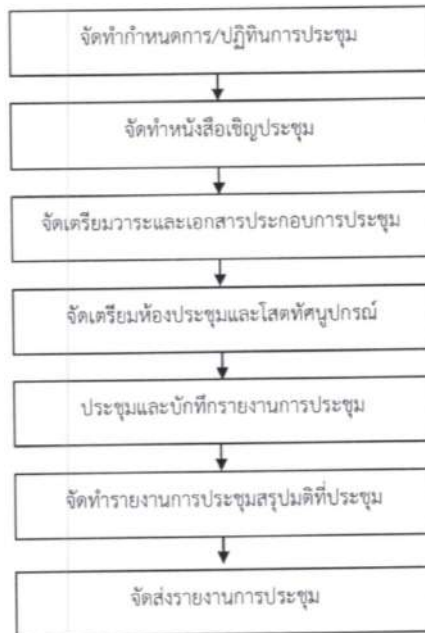 จัดทำกำหนดการ/ปฏิทินการประชุม
จัดทำหนังสือเชิญประชุม
จัดเตรียมวาระและเอกสารประกอบการประชุม
จัดเตรียมห้องประชุมและโสตทัศนูปกรณ์
ประชุมและบักทึกรายงานการประชุม
จัดทำรายงานการประชุมสรุปมติที่ประชุม
จัดส่งรายงานการประชุม